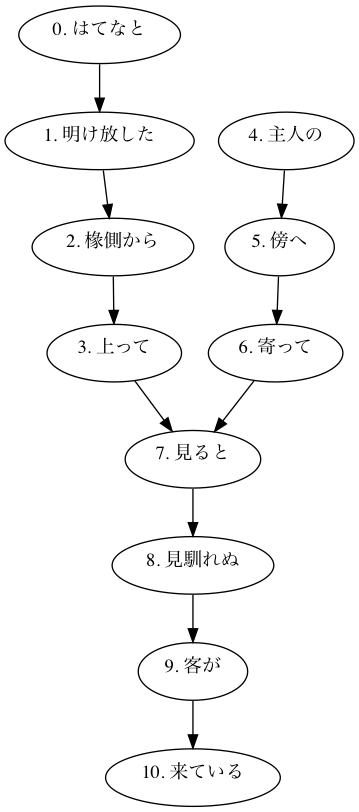 0. はてなと
1. 明け放した
4. 主人の
2. 椽側から
5. 傍へ
3. 上って
6. 寄って
7. 見ると
8. 見馴れぬ
9. 客が
10. 来ている